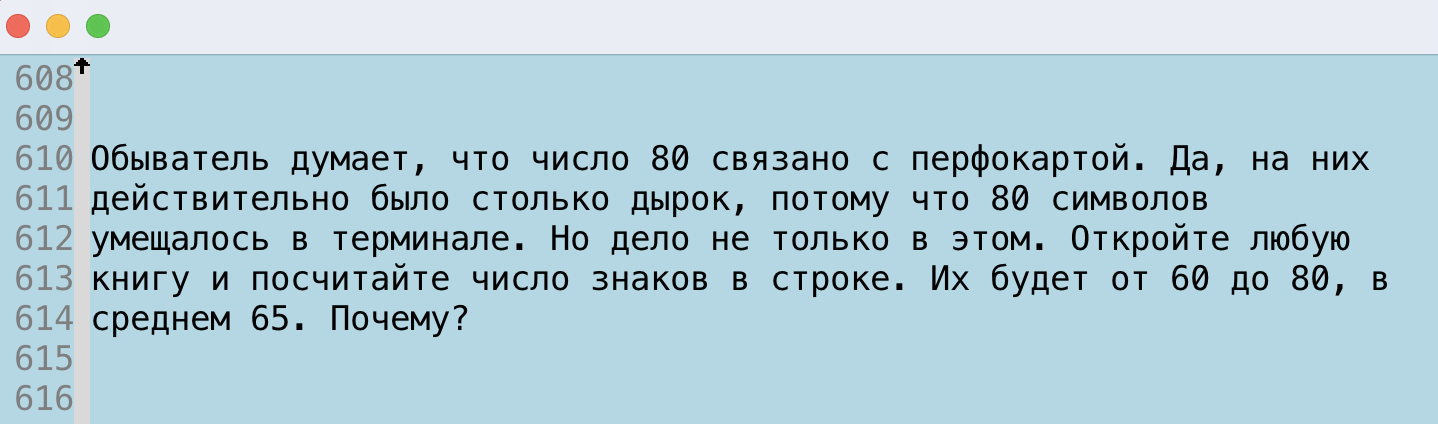 608
609
610 Обыватель думает, что число 80 связано с перфокартой. Да, на них
611 действительно было столько дырок, потому что 80 символов
612 умещалось в терминале. Но дело не только в этом. Откройте любую
613 книгу и посчитайте число знаков в строке. Их будет от 60 до 80, в
614 среднем 65. Почему?
615
616